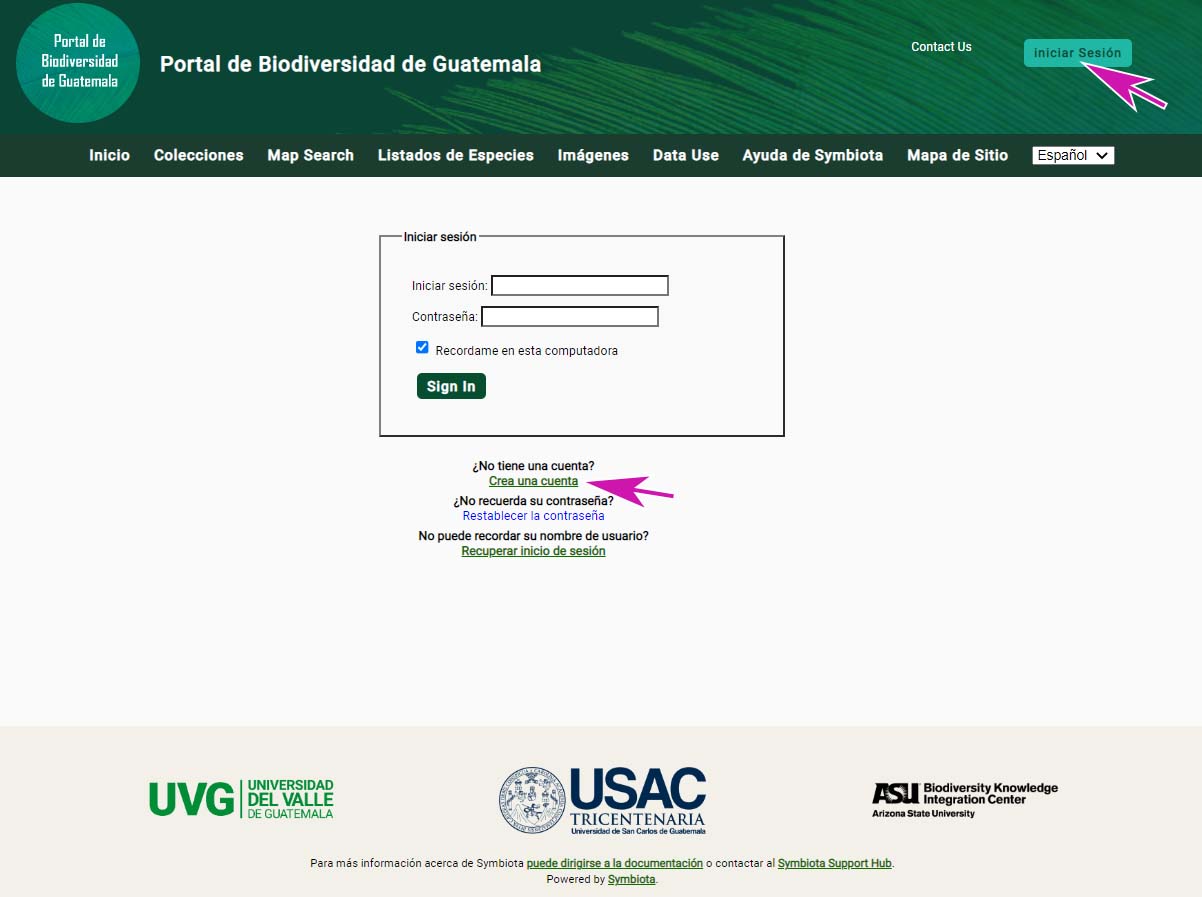 Portal de
Biodiversidad
de Guatemala
Portal de Biodiversidad de Guatemala
Contact Us
iniciar Sesión
Inicio Colecciones Map Search Listados de Especies Imágenes Data Use Ayuda de Symbiota Mapa de Sitio Español
Iniciar sesión
Iniciar sesión:
Contraseña:
Recordame en esta computadora
Sign In
¿No tiene una cuenta?
Crea una cuenta
¿No recuerda su contraseña?
Restablecer la contraseña
No puede recordar su nombre de usuario?
Recuperar inicio de sesión
UVG
UNIVERSIDAD
DEL VALLE
DE GUATEMALA
USAC
TRICENTENARIA
Universidad de San Carlos de Guatemala
ASU Biodiversity Knowledge
Integration Center
Arizona State University
Para más información acerca de Symbiota puede dirigirse a la documentación o contactar al Symbiota Support Hub.
Powered by Symbiota.